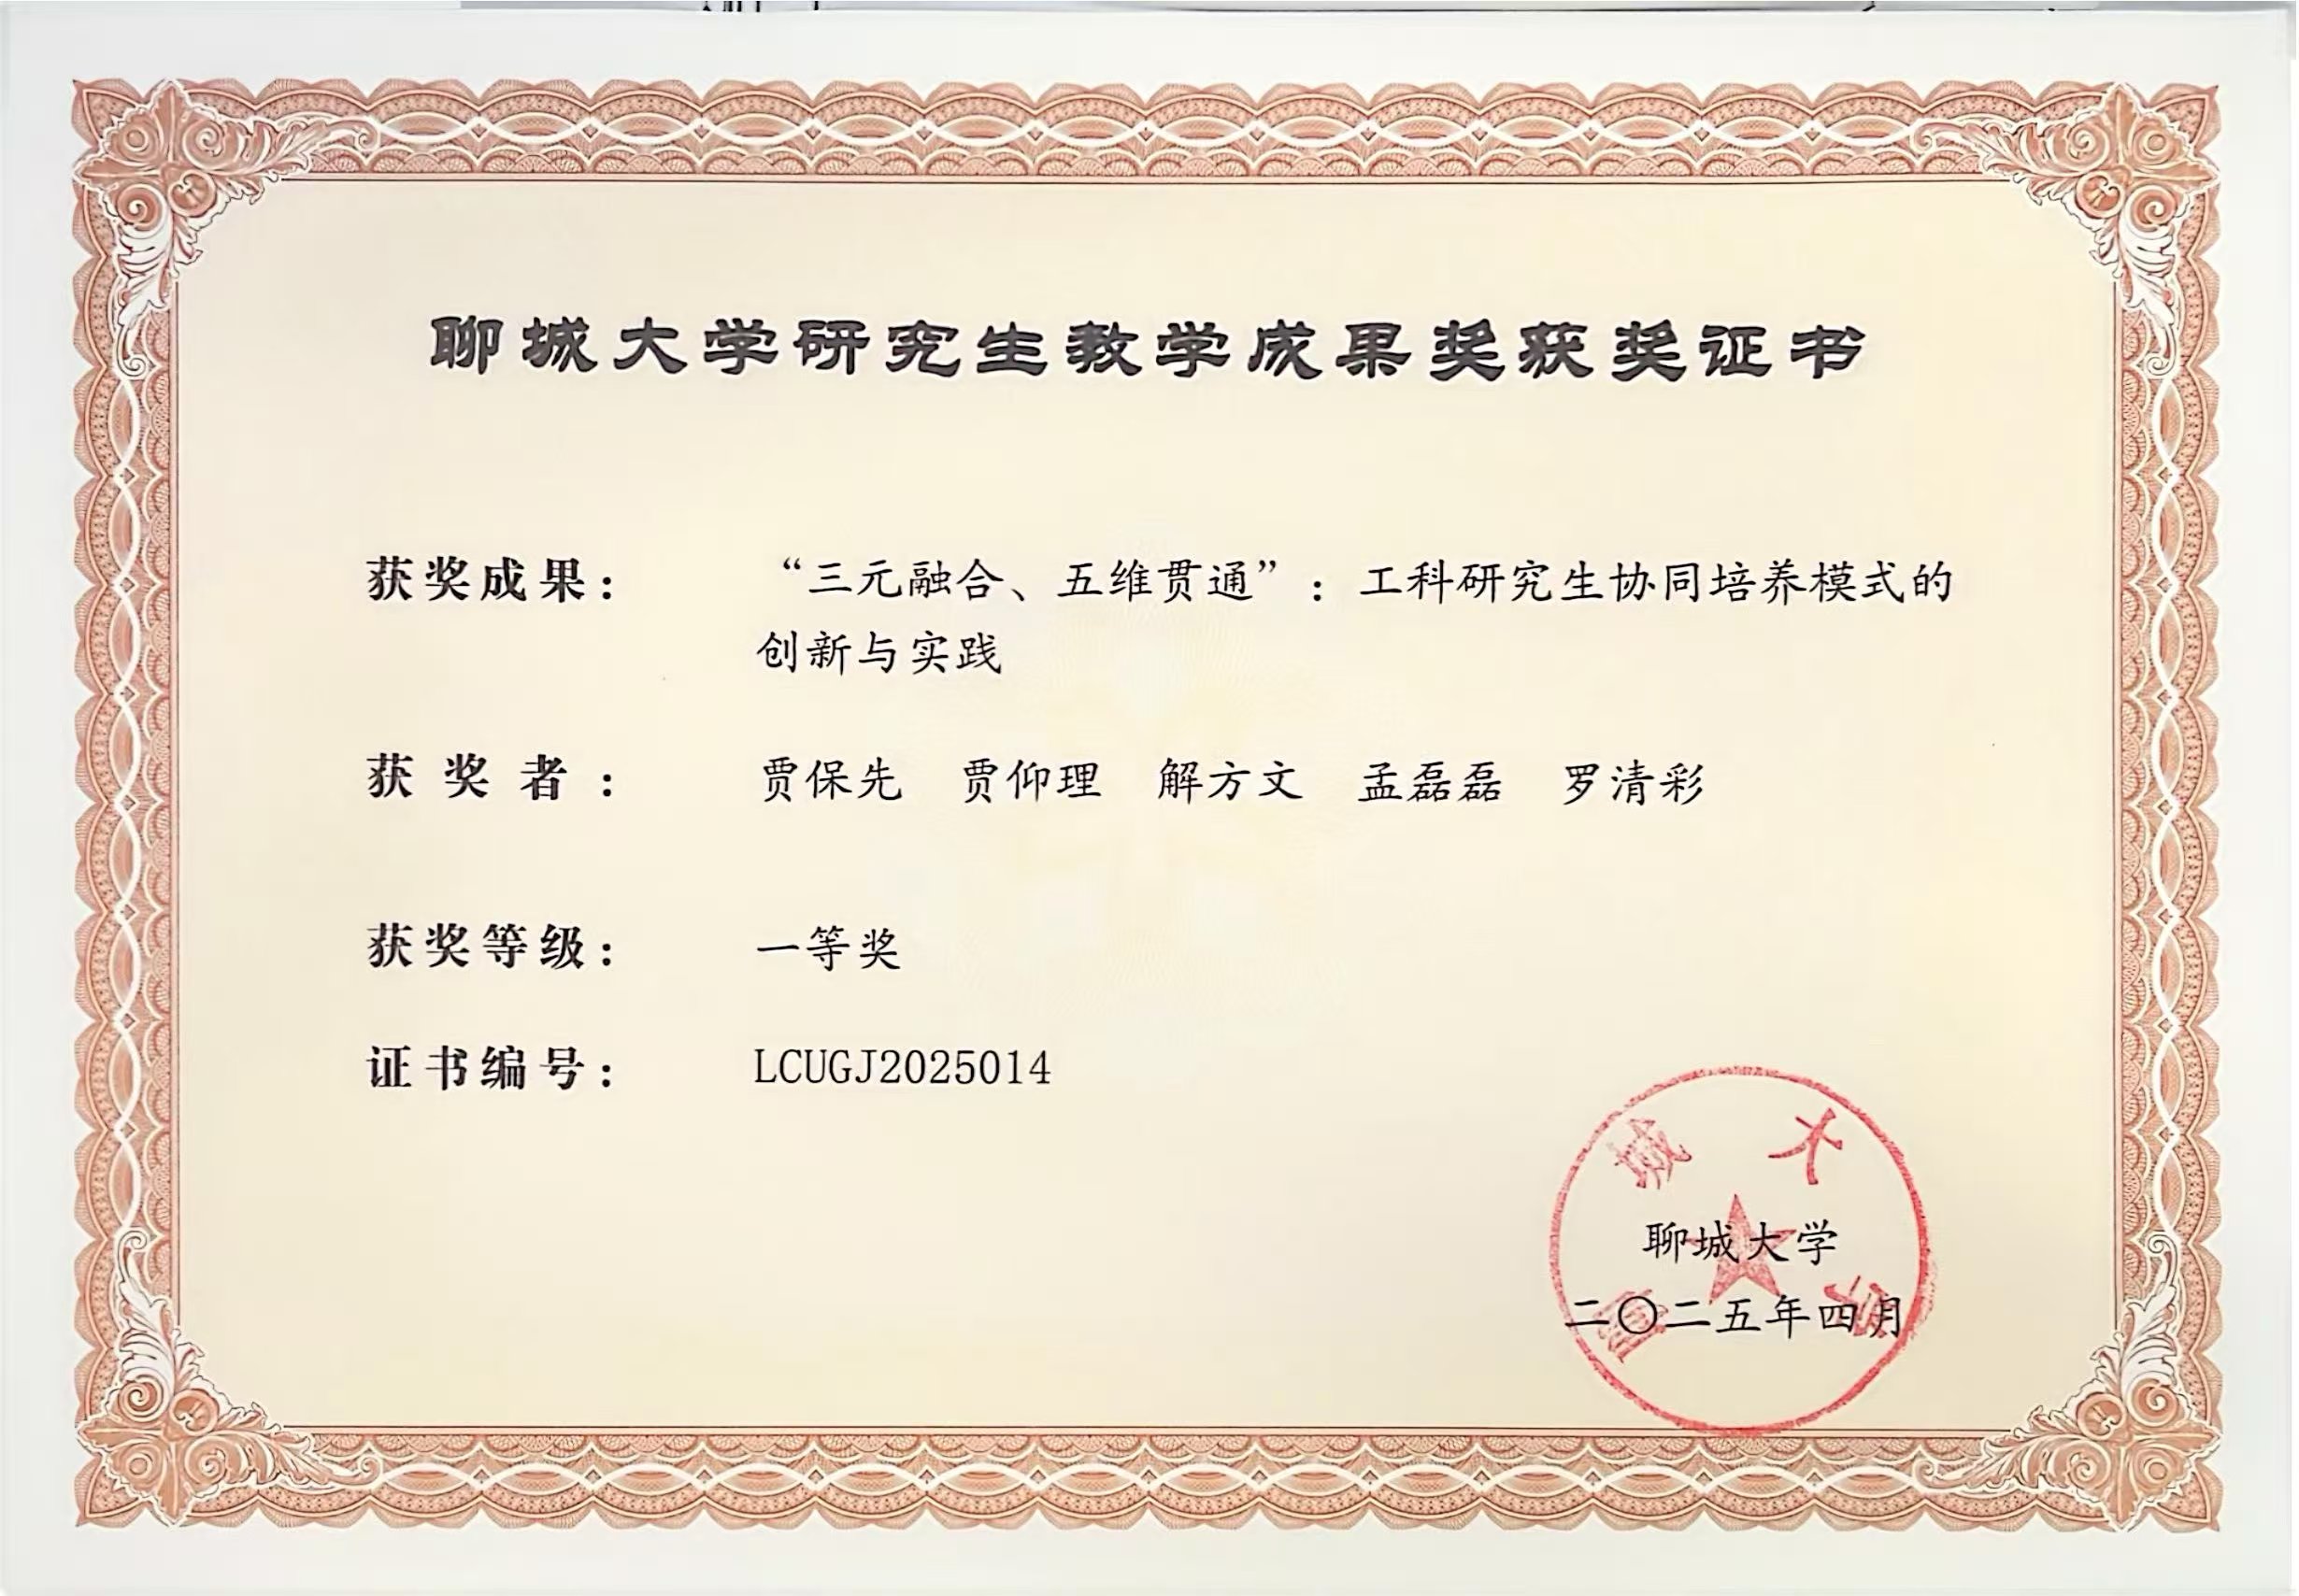 聊城大学研究生教学成果奖获奖证书
获奖成果： “三元融合、五维贯通”：工科研究生协同培养模式的
创新与实践
获奖者： 贾保先 贾仰理 解方文 孟磊磊 罗清彩
获奖等级： 一等奖
证书编号： LCUGJ2025014
聊城大学
聊城大学
二〇二五年四月